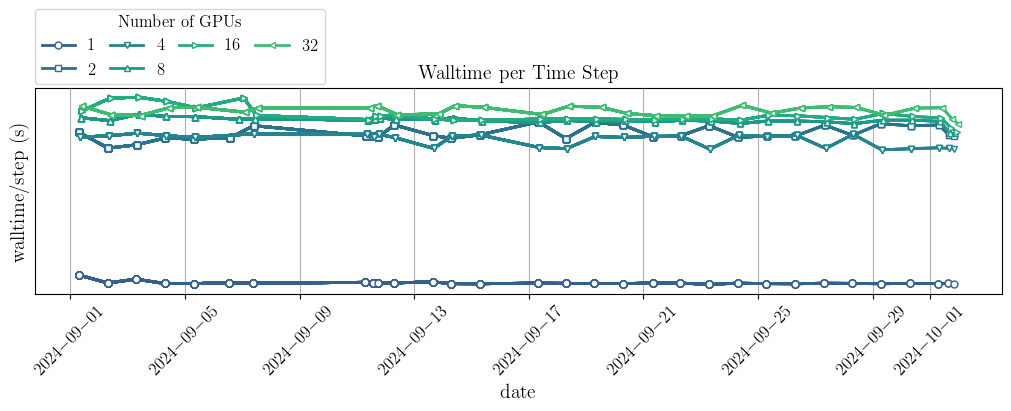 Number of GPUs
1 4 16 32
2 8
Walltime per Time Step
walltime/step (s)
2024−09−01 2024−09−05 2024−09−09 2024−09−13 2024−09−17 2024−09−21 2024−09−25 2024−09−29 2024−10−01
date